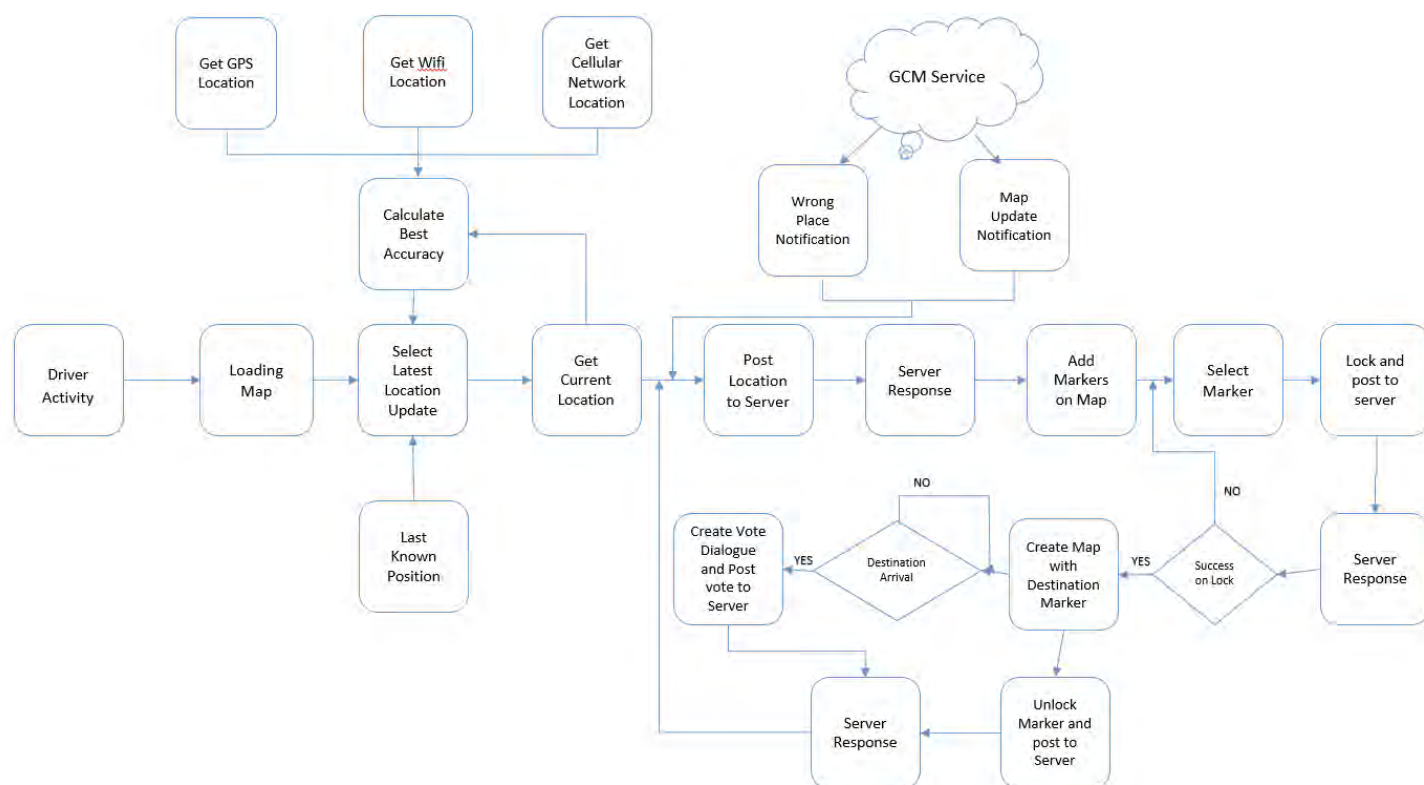 Get GPS
Location
Get Wifi
Location
Get
Cellular
Network
Location
GCM Service
Calculate
Best
Accuracy
Wrong
Place
Notification
Map
Update
Notification
Driver
Activity
Loading
Map
Select
Latest
Location
Update
Get
Current
Location
Post
Location
to Server
Server
Response
Add
Markers
on Map
Select
Marker
Lock and
post to
server
Last
Known
Position
Create Vote
Dialogue
and Post
vote to
Server
YES
Destination
Arrival
NO
Create Map
with
Destination
Marker
YES
Success
on Lock
NO
Server
Response
Server
Response
Unlock
Marker and
post to
Server